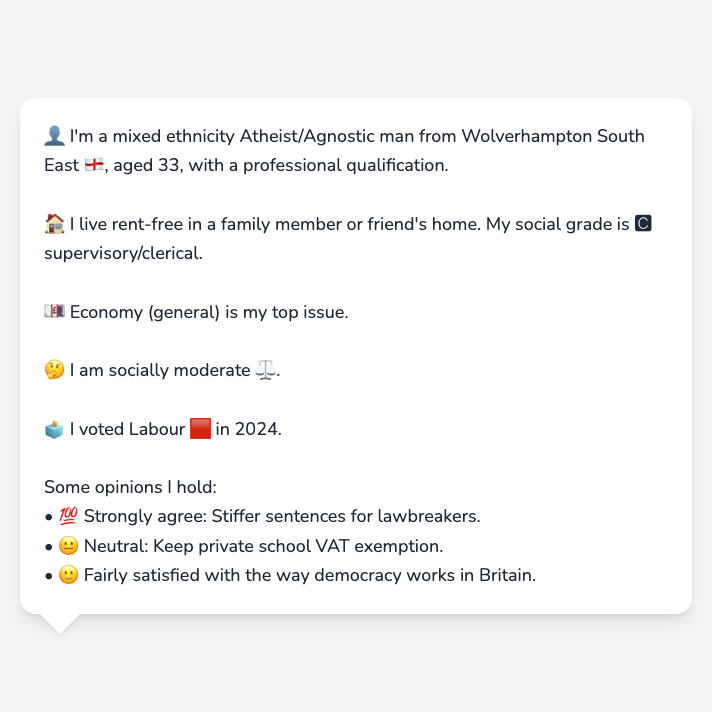 👤 I'm a mixed ethnicity Atheist/Agnostic man from Wolverhampton South
East 🏴󠁧󠁢󠁥󠁮󠁧󠁿, aged 33, with a professional qualification.
🏠 I live rent-free in a family member or friend's home. My social grade is C
supervisory/clerical.
💷 Economy (general) is my top issue.
🤔 I am socially moderate ⚖️.
🗳️ I voted Labour 🟥 in 2024.
Some opinions I hold:
• 💯 Strongly agree: Stiffer sentences for lawbreakers.
• 😐 Neutral: Keep private school VAT exemption.
• 🙂 Fairly satisfied with the way democracy works in Britain.